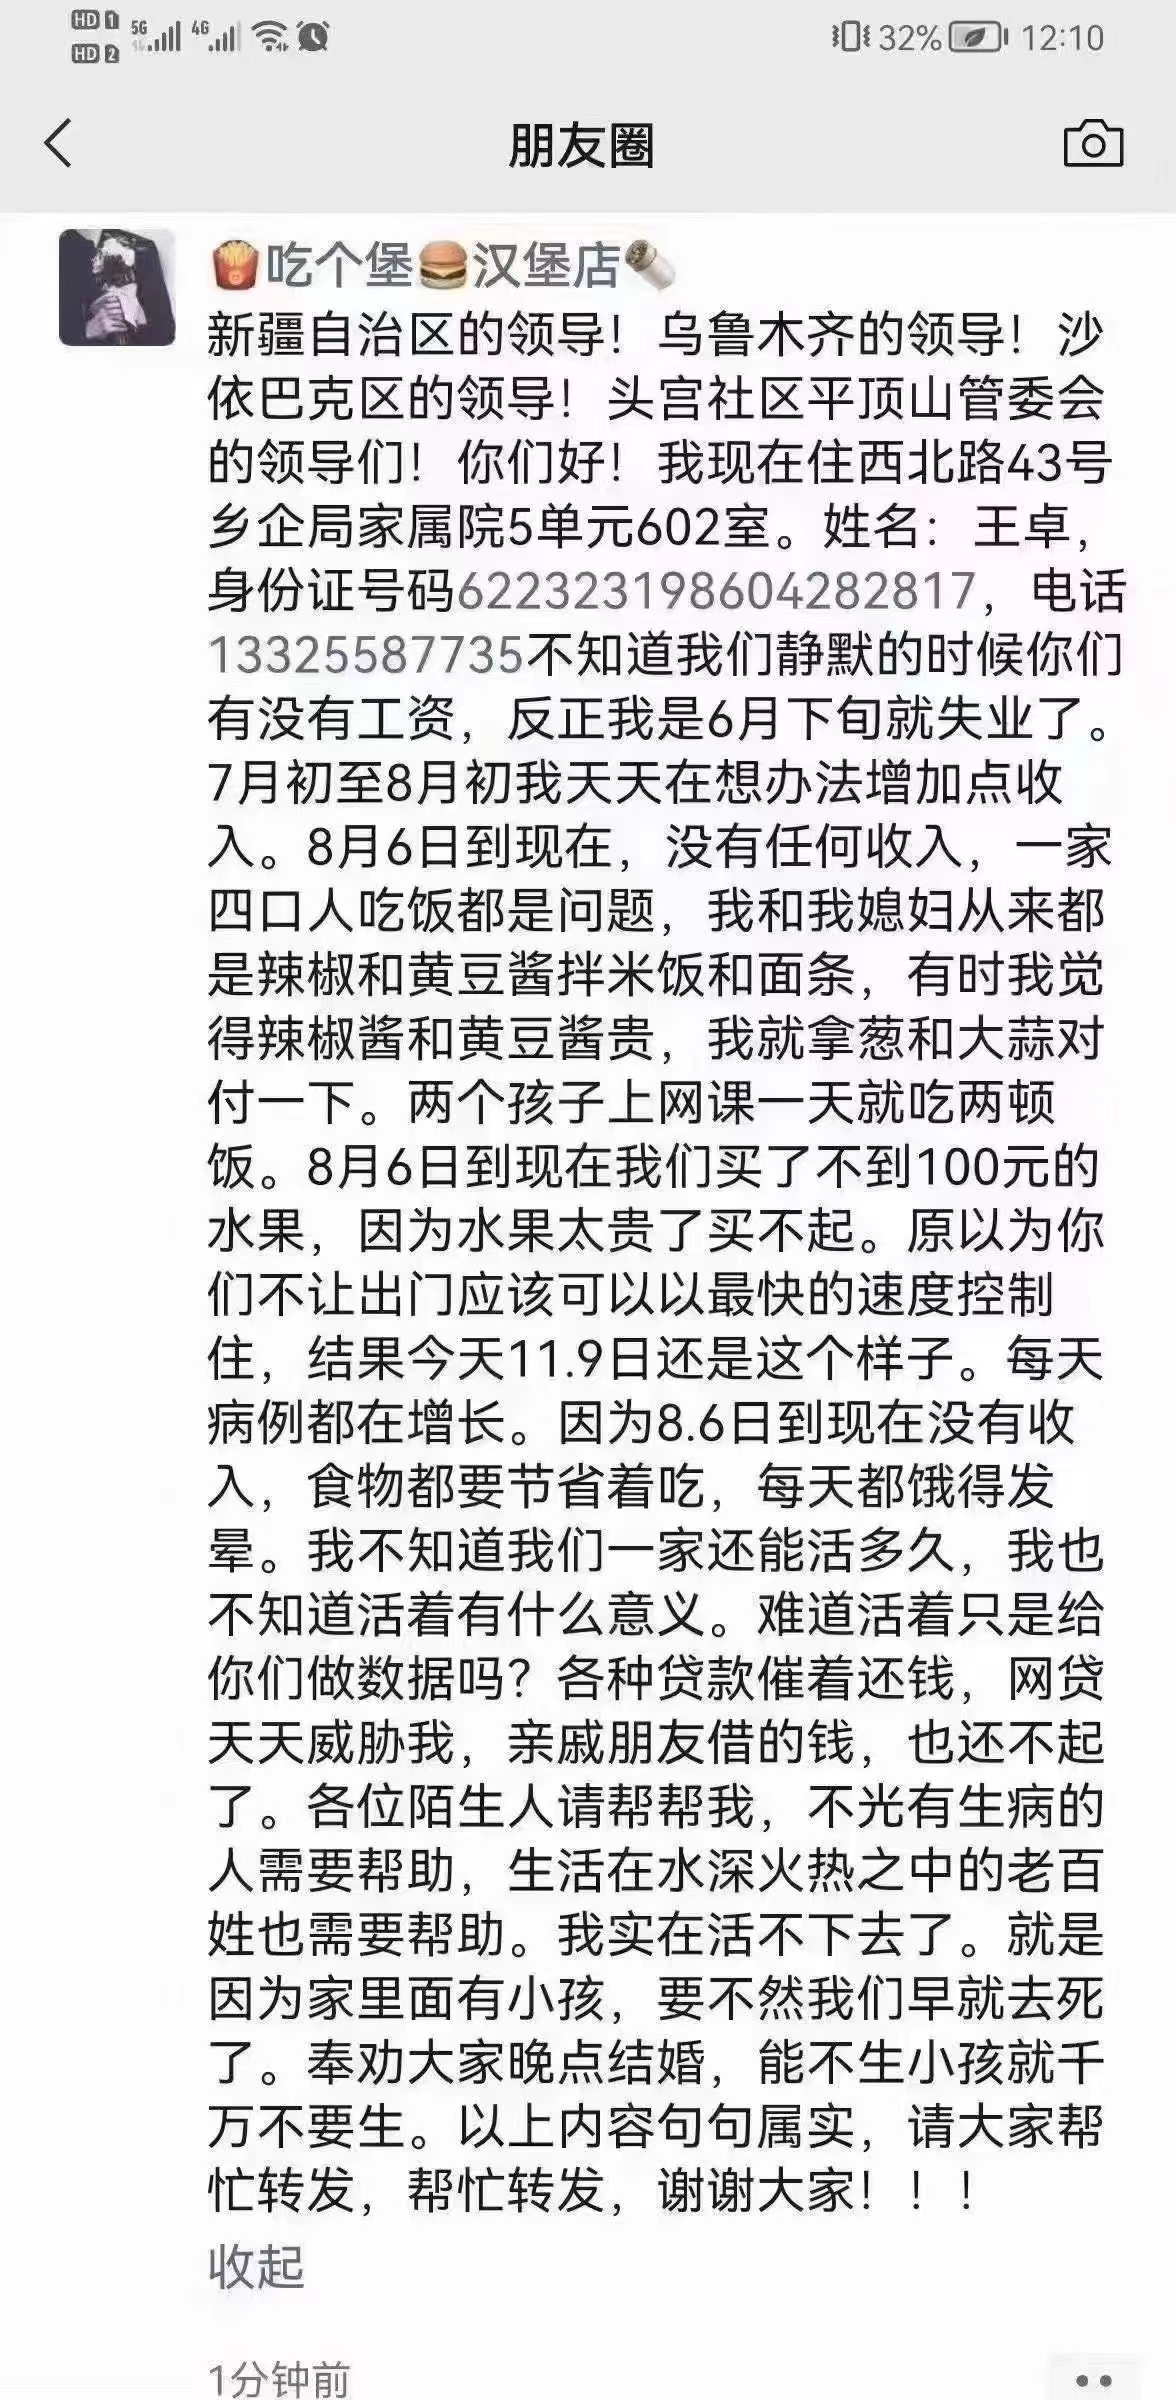 HD 1 5G 4G 32% 12:10
HD 2
朋友圈
🍟吃个堡🍔汉堡店🌯
新疆自治区的领导！乌鲁木齐的领导！沙
依巴克区的领导！头宫社区平顶山管委会
的领导们！你们好！我现在住西北路43号
乡企局家属院5单元602室。姓名：王卓，
身份证号码622323198604282817，电话
13325587735不知道我们静默的时候你们
有没有工资，反正我是6月下旬就失业了。
7月初至8月初我天天在想办法增加点收
入。8月6日到现在，没有任何收入，一家
四口人吃饭都是问题，我和我媳妇从来都
是辣椒和黄豆酱拌米饭和面条，有时我觉
得辣椒酱和黄豆酱贵，我就拿葱和大蒜对
付一下。两个孩子上网课一天就吃两顿
饭。8月6日到现在我们买了不到100元的
水果，因为水果太贵了买不起。原以为你
们不让出门应该可以以最快的速度控制
住，结果今天11.9日还是这个样子。每天
病例都在增长。因为8.6日到现在没有收
入，食物都要节省着吃，每天都饿得发
晕。我不知道我们一家还能活多久，我也
不知道活着有什么意义。难道活着只是给
你们做数据吗？各种贷款催着还钱，网贷
天天威胁我，亲戚朋友借的钱，也还不起
了。各位陌生人请帮帮我，不光有生病的
人需要帮助，生活在水深火热之中的老百
姓也需要帮助。我实在活不下去了。就是
因为家里面有小孩，要不然我们早就去死
了。奉劝大家晚点结婚，能不生小孩就千
万不要生。以上内容句句属实，请大家帮
忙转发，帮忙转发，谢谢大家！！！
收起
1分钟前